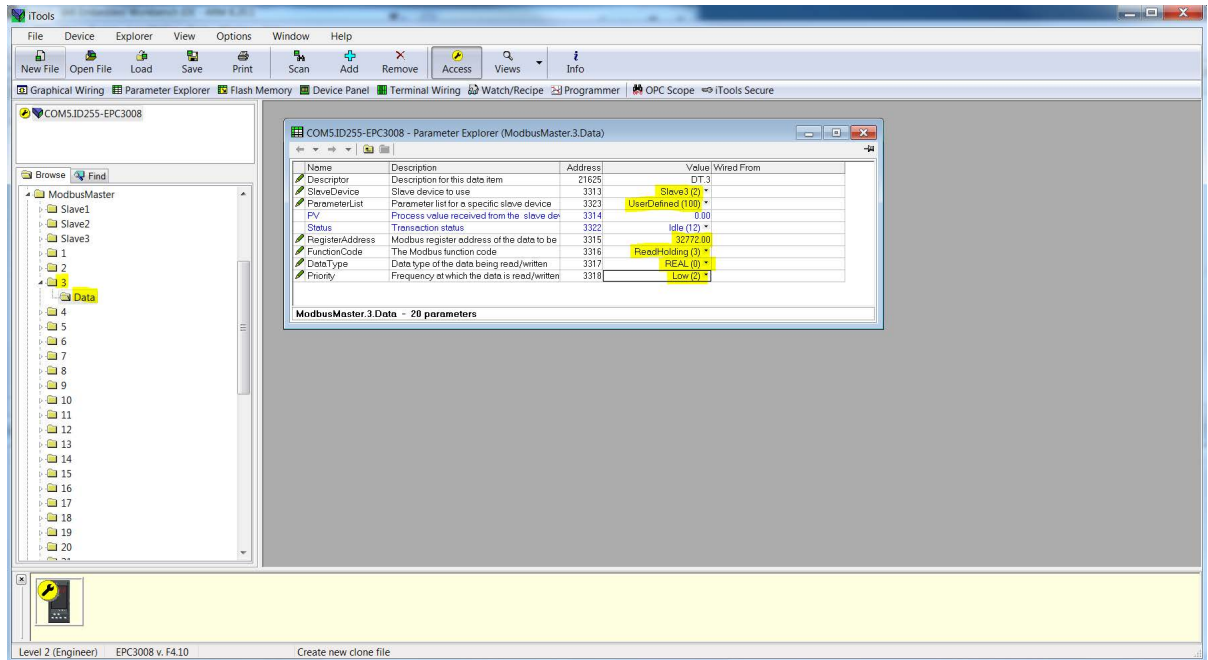 iTools
File Device Explorer View Options Window Help
New File Open File Load Save Print Scan Add Remove Access Views Info
Graphical Wiring Parameter Explorer Flash Memory Device Panel Terminal Wiring Watch/Recipe Programmer OPC Scope iTools Secure
COM5.ID255-EPC3008
Browse Find
ModbusMaster
Slave1
Slave2
Slave3
1
2
3
Data
4
5
6
7
8
9
10
11
12
13
14
15
16
17
18
19
20
COM5.ID255-EPC3008 - Parameter Explorer (ModbusMaster.3.Data)
Name Description Address Value Wired From
Descriptor Description for this data item 21625 DT.3
SlaveDevice Slave device to use 3313 Slave3 (2)
ParameterList Parameter list for a specific slave device 3323 UserDefined (100)
PV Process value received from the slave dev 3314 0.00
Status Transaction status 3322 Idle (12)
RegisterAddress Modbus register address of the data to be 3315 32772.00
FunctionCode The Modbus function code 3316 ReadHolding (3)
DataType Data type of the data being read/written 3317 REAL (0)
Priority Frequency at which the data is read/written 3318 Low (2)
ModbusMaster.3.Data - 20 parameters
Level 2 (Engineer) EPC3008 v. F4.10 Create new clone file